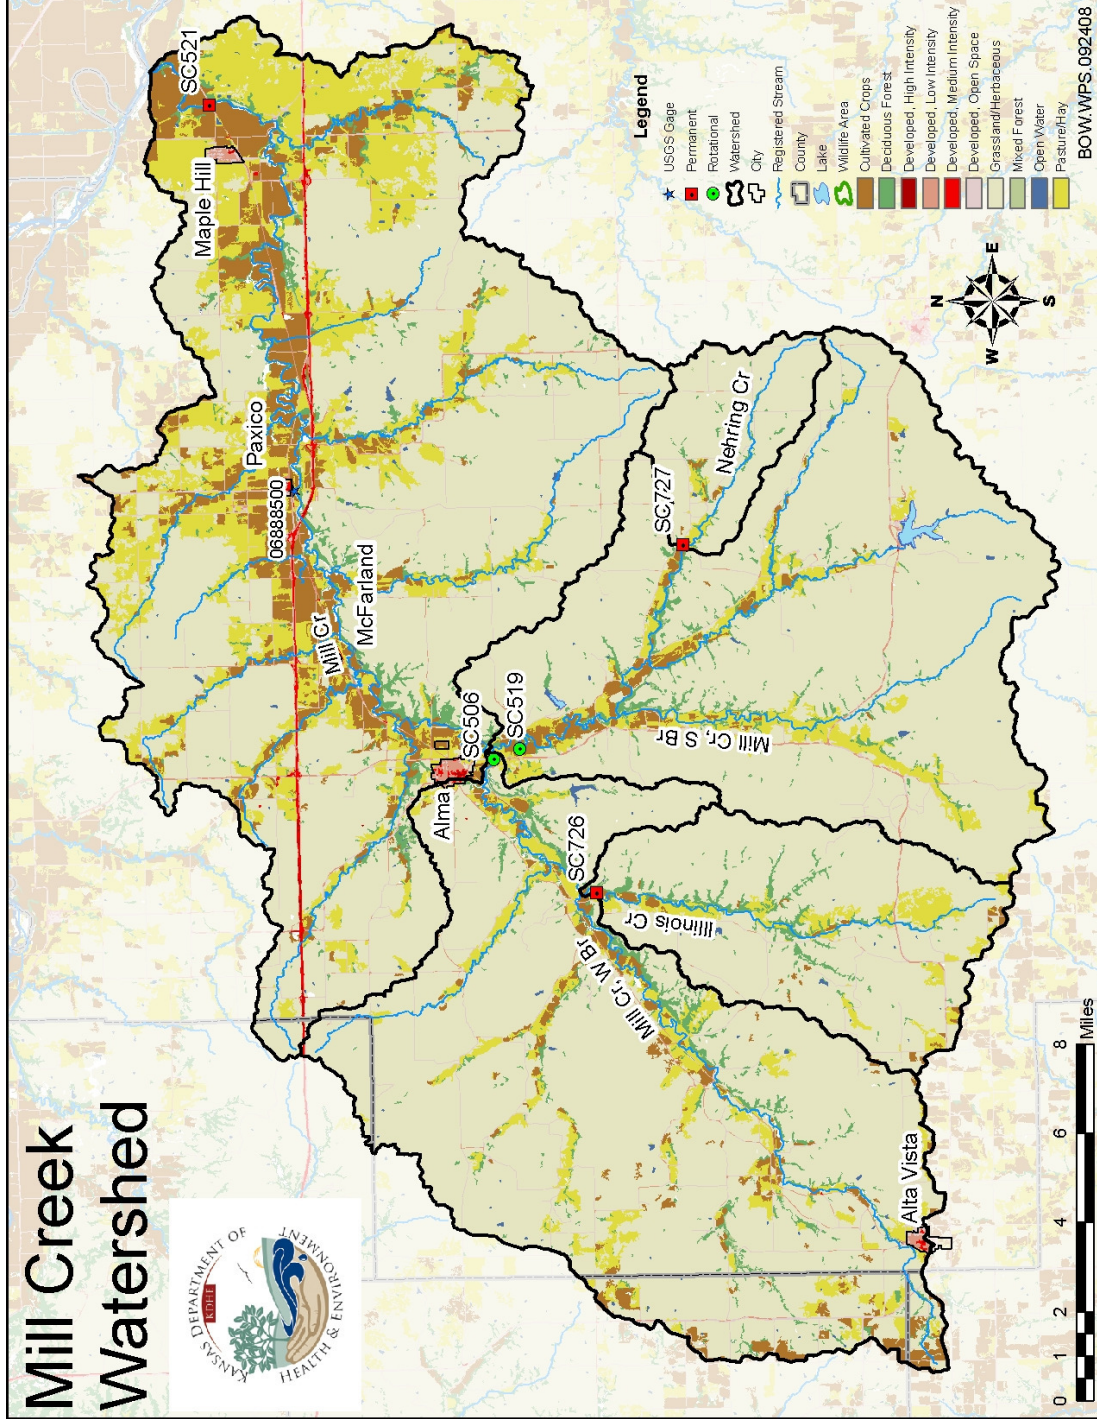 Mill Creek
Watershed
KANSAS DEPARTMENT OF
KDHE
HEALTH & ENVIRONMENT
SC521
Maple Hill
Paxico
06888500
McFarland
Mill Cr
SC506
SC519
Alma
SC727
Nehring Cr
Mill Cr, S Br
SC726
Illinois Cr
Mill Cr, W Br
Alta Vista
N
W
E
S
Legend
USGS Gage
Permanent
Rotational
Watershed
City
Registered Stream
County
Lake
Wildlife Area
Cultivated Crops
Deciduous Forest
Developed, High Intensity
Developed, Low Intensity
Developed, Medium Intensity
Developed, Open Space
Grassland/Herbaceous
Mixed Forest
Open Water
Pasture/Hay
0 1 2 4 6 8
Miles
BOW.WPS.092408